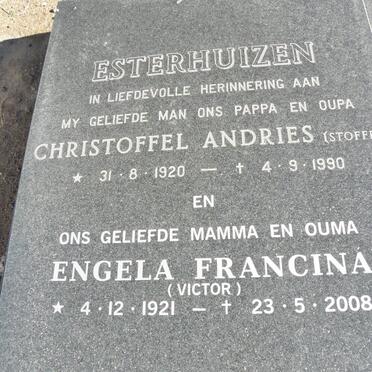 ESTERHUIZEN
IN LIEFDEVOLLE HERINNERING AAN
MY GELIEFDE MAN ONS PAPPA EN OUPA
CHRISTOFFEL ANDRIES (STOFF
★ 31·8·1920 — † 4·9·1990
EN
ONS GELIEFDE MAMMA EN OUMA
ENGELA FRANCINA
(VICTOR)
★ 4·12·1921 — † 23·5·2008